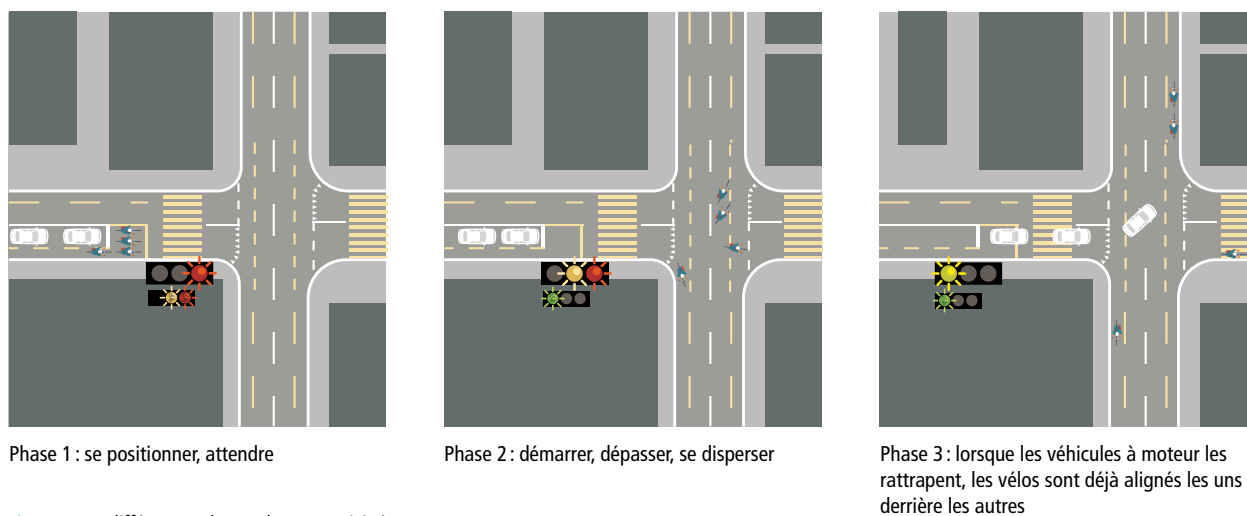 Phase 1 : se positionner, attendre
Phase 2 : démarrer, dépasser, se disperser
Phase 3 : lorsque les véhicules à moteur les
rattrapent, les vélos sont déjà alignés les uns
derrière les autres